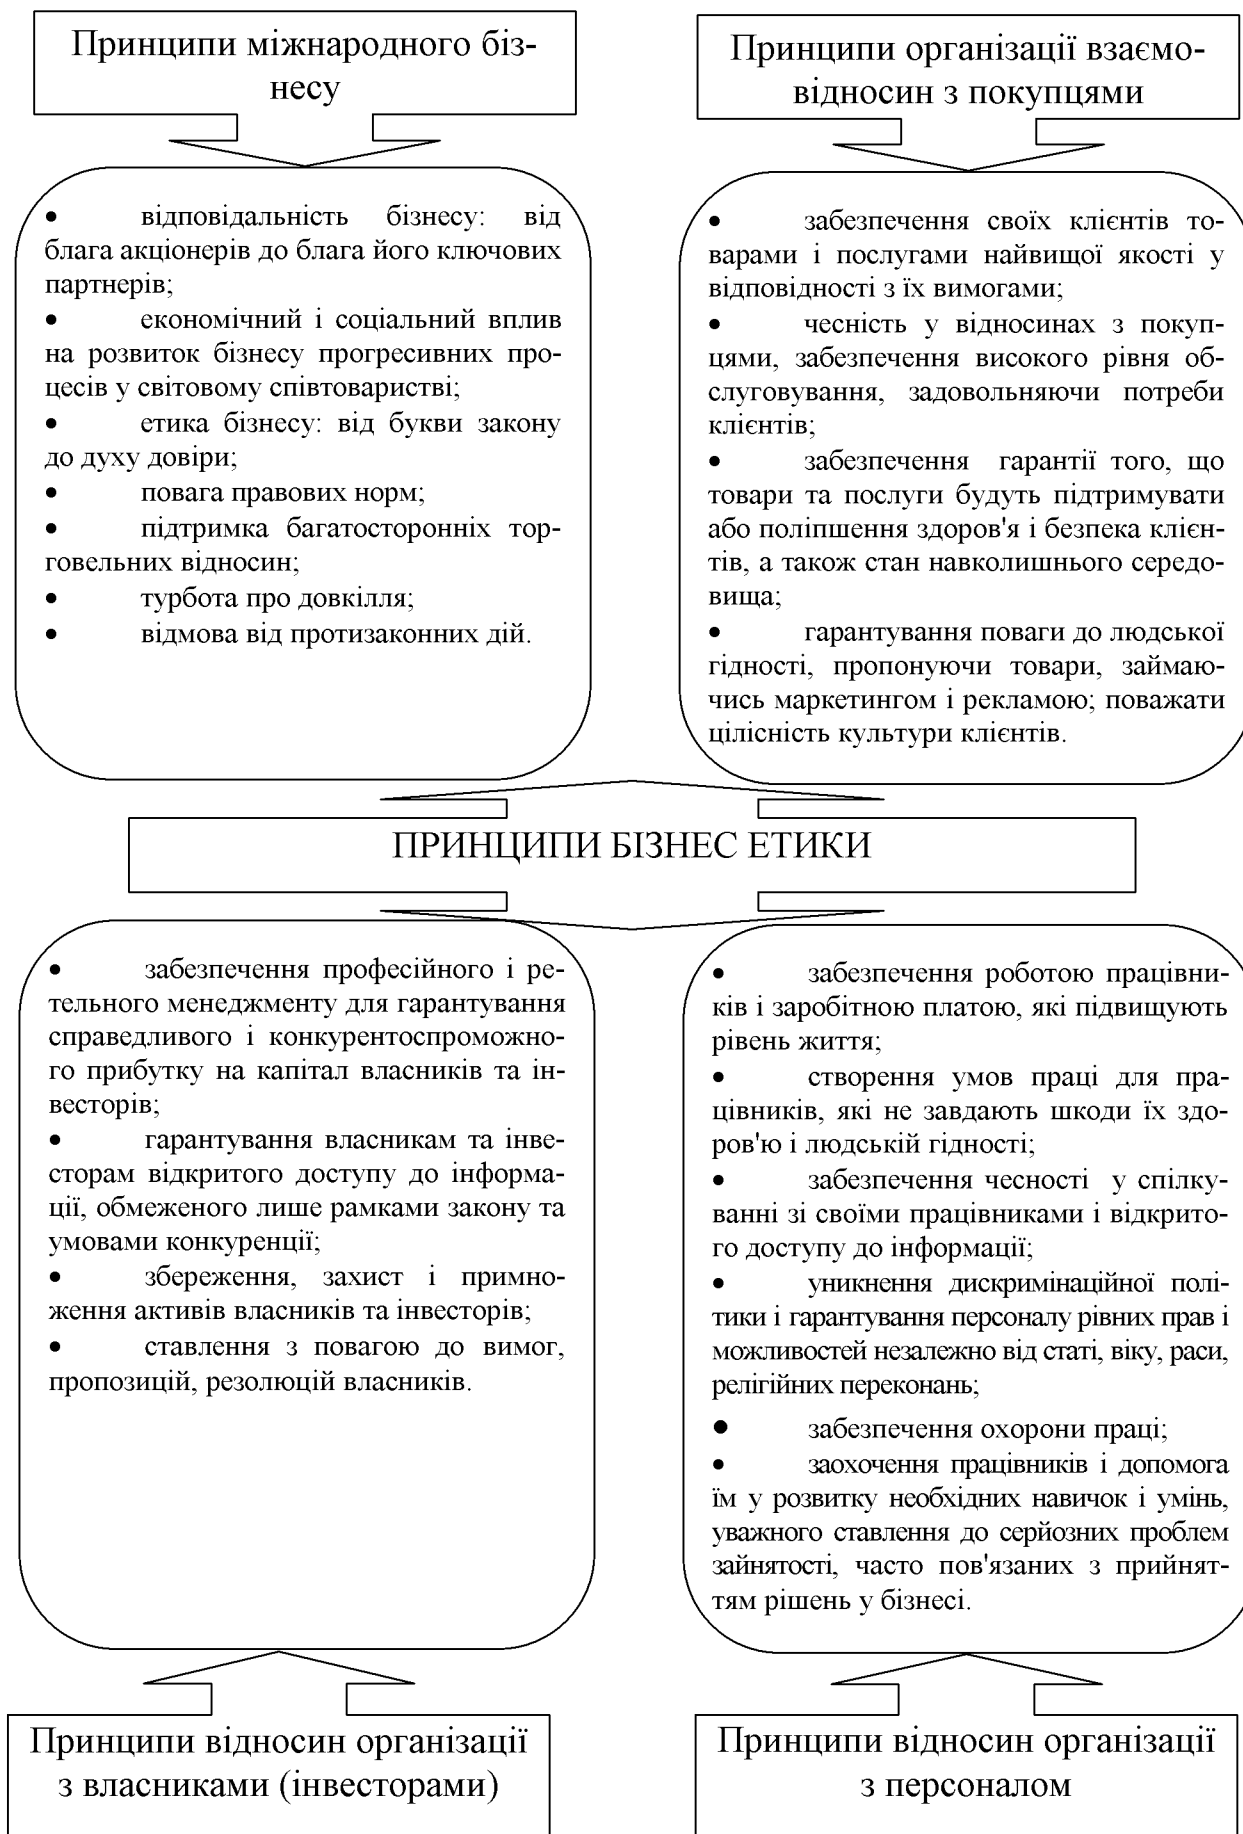 Принципи міжнародного біз-
несу
Принципи організації взаємо-
відносин з покупцями
• відповідальність бізнесу: від
блага акціонерів до блага його ключових
партнерів;
• економічний і соціальний вплив
на розвиток бізнесу прогресивних про-
цесів у світовому співтоваристві;
• етика бізнесу: від букви закону
до духу довіри;
• повага правових норм;
• підтримка багатосторонніх тор-
говельних відносин;
• турбота про довкілля;
• відмова від протизаконних дій.
• забезпечення своїх клієнтів то-
варами і послугами найвищої якості у
відповідності з їх вимогами;
• чесність у відносинах з покуп-
цями, забезпечення високого рівня об-
слуговування, задовольняючи потреби
клієнтів;
• забезпечення гарантії того, що
товари та послуги будуть підтримувати
або поліпшення здоров'я і безпека клієн-
тів, а також стан навколишнього середо-
вища;
• гарантування поваги до людської
гідності, пропонуючи товари, займаю-
чись маркетингом і рекламою; поважати
цілісність культури клієнтів.
ПРИНЦИПИ БІЗНЕС ЕТИКИ
• забезпечення професійного і ре-
тельного менеджменту для гарантування
справедливого і конкурентоспроможно-
го прибутку на капітал власників та ін-
весторів;
• гарантування власникам та інве-
сторам відкритого доступу до інформа-
ції, обмеженого лише рамками закону та
умовами конкуренції;
• збереження, захист і примно-
ження активів власників та інвесторів;
• ставлення з повагою до вимог,
пропозицій, резолюцій власників.
• забезпечення роботою працівни-
ків і заробітною платою, які підвищують
рівень життя;
• створення умов праці для пра-
цівників, які не завдають шкоди їх здо-
ров'ю і людській гідності;
• забезпечення чесності у спілку-
ванні зі своїми працівниками і відкрито-
го доступу до інформації;
• уникнення дискримінаційної полі-
тики і гарантування персоналу рівних прав і
можливостей незалежно від статі, віку, раси,
релігійних переконань;
• забезпечення охорони праці;
• заохочення працівників і допомога
їм у розвитку необхідних навичок і умінь,
уважного ставлення до серйозних проблем
зайнятості, часто пов'язаних з прийнят-
тям рішень у бізнесі.
Принципи відносин організації
з власниками (інвесторами)
Принципи відносин організації
з персоналом